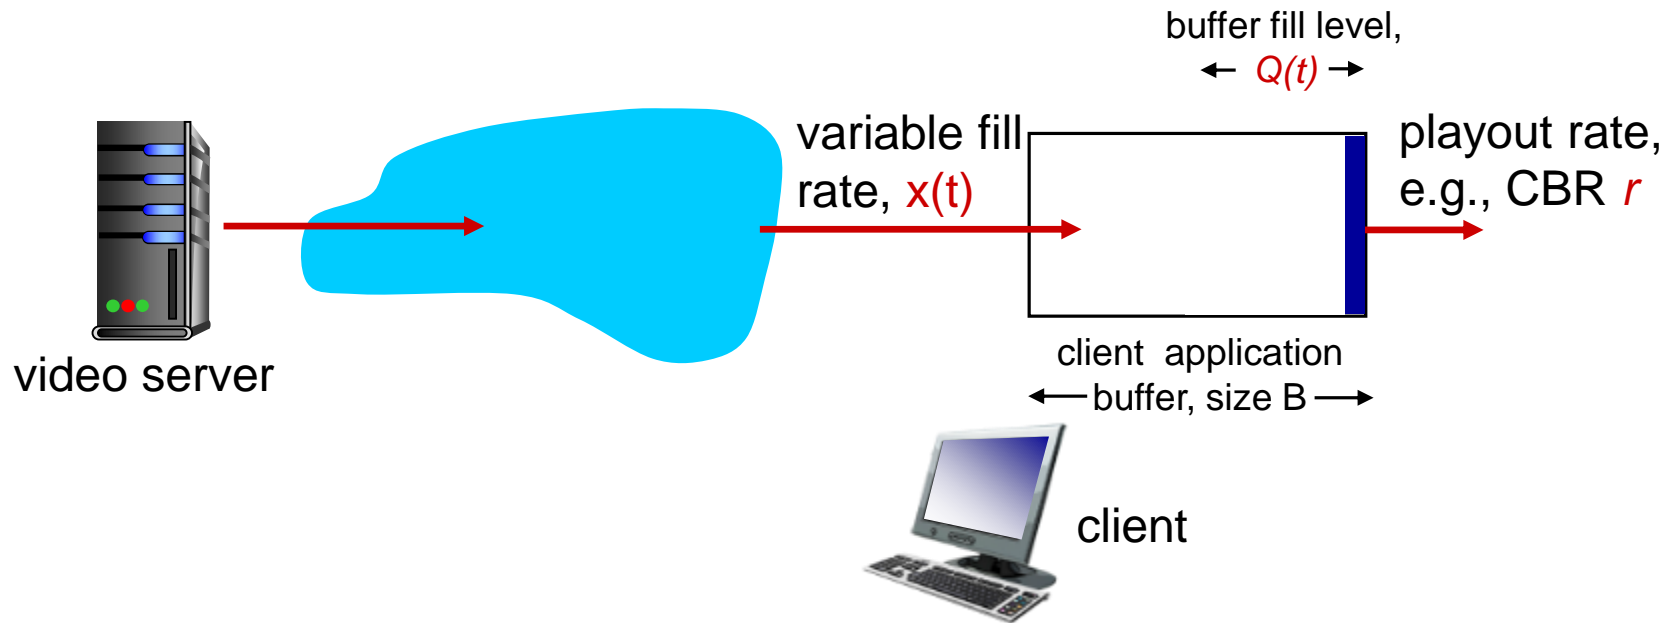 buffer fill level,
Q(t)
variable fill
rate, x(t)
playout rate,
e.g., CBR r
video server
client application
buffer, size B
client